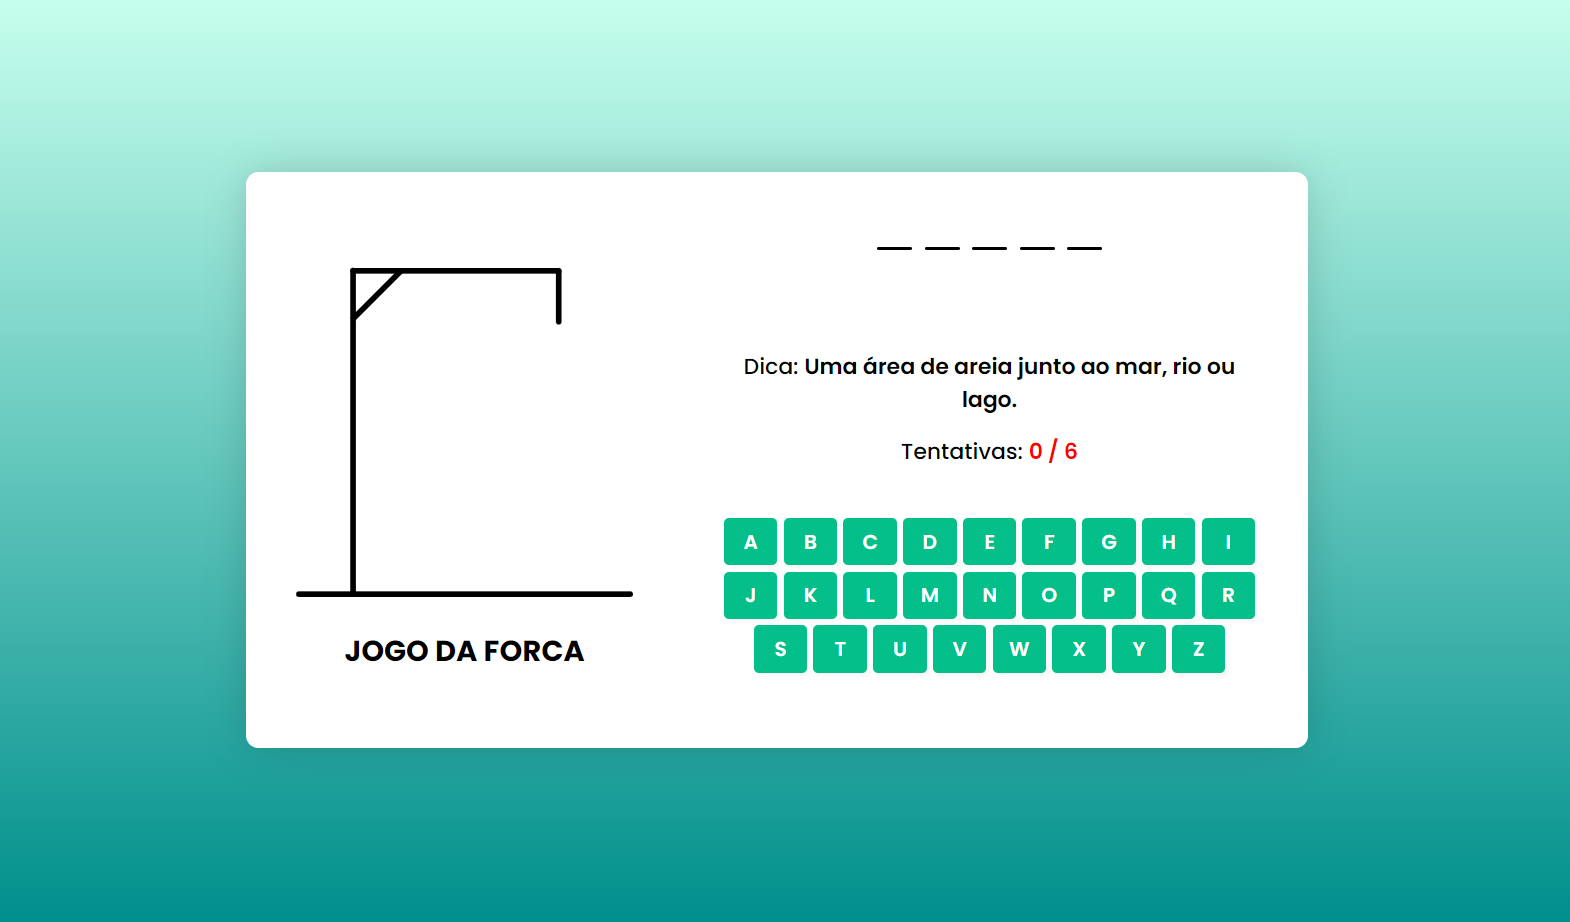 Dica: Uma área de areia junto ao mar, rio ou
lago.
Tentativas: 0 / 6
A B C D E F G H I
J K L M N O P Q R
S T U V W X Y Z
JOGO DA FORCA